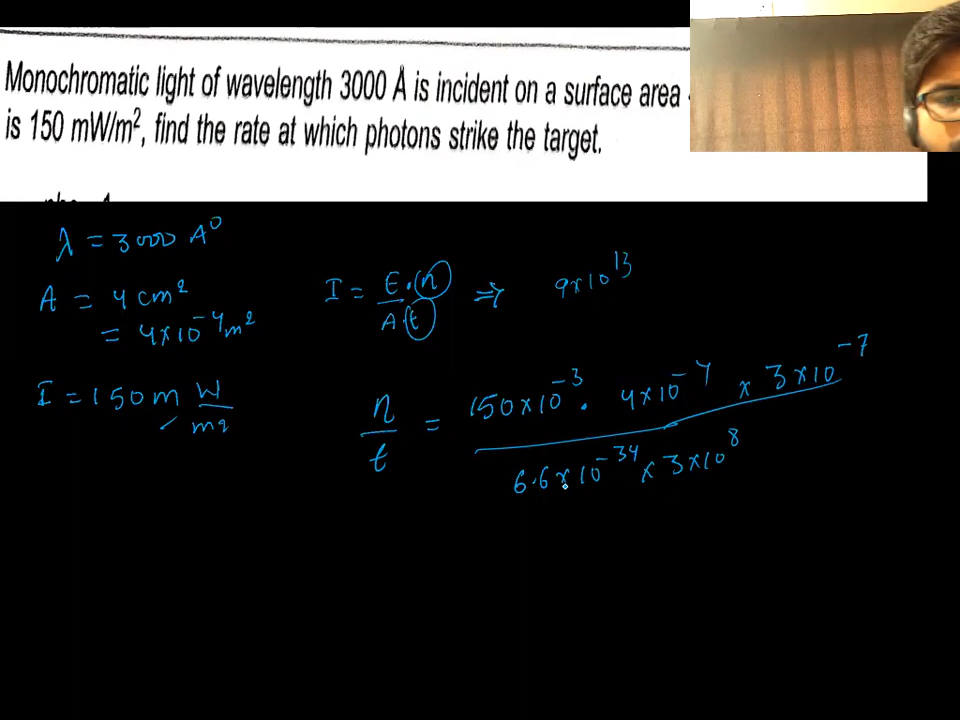 Monochromatic light of wavelength 3000 Å is incident on a surface area
is 150 mW/m², find the rate at which photons strike the target.
λ = 3000 A⁰
A = 4 cm²
= 4×10⁻⁴ m²
I = E·(n) / A·(t) ⇒ 9×10¹³
I = 150 m W/m2
n/t = 150×10⁻³ · 4×10⁻⁴ × 3×10⁻⁷ / 6.6×10⁻³⁴ × 3×10⁸